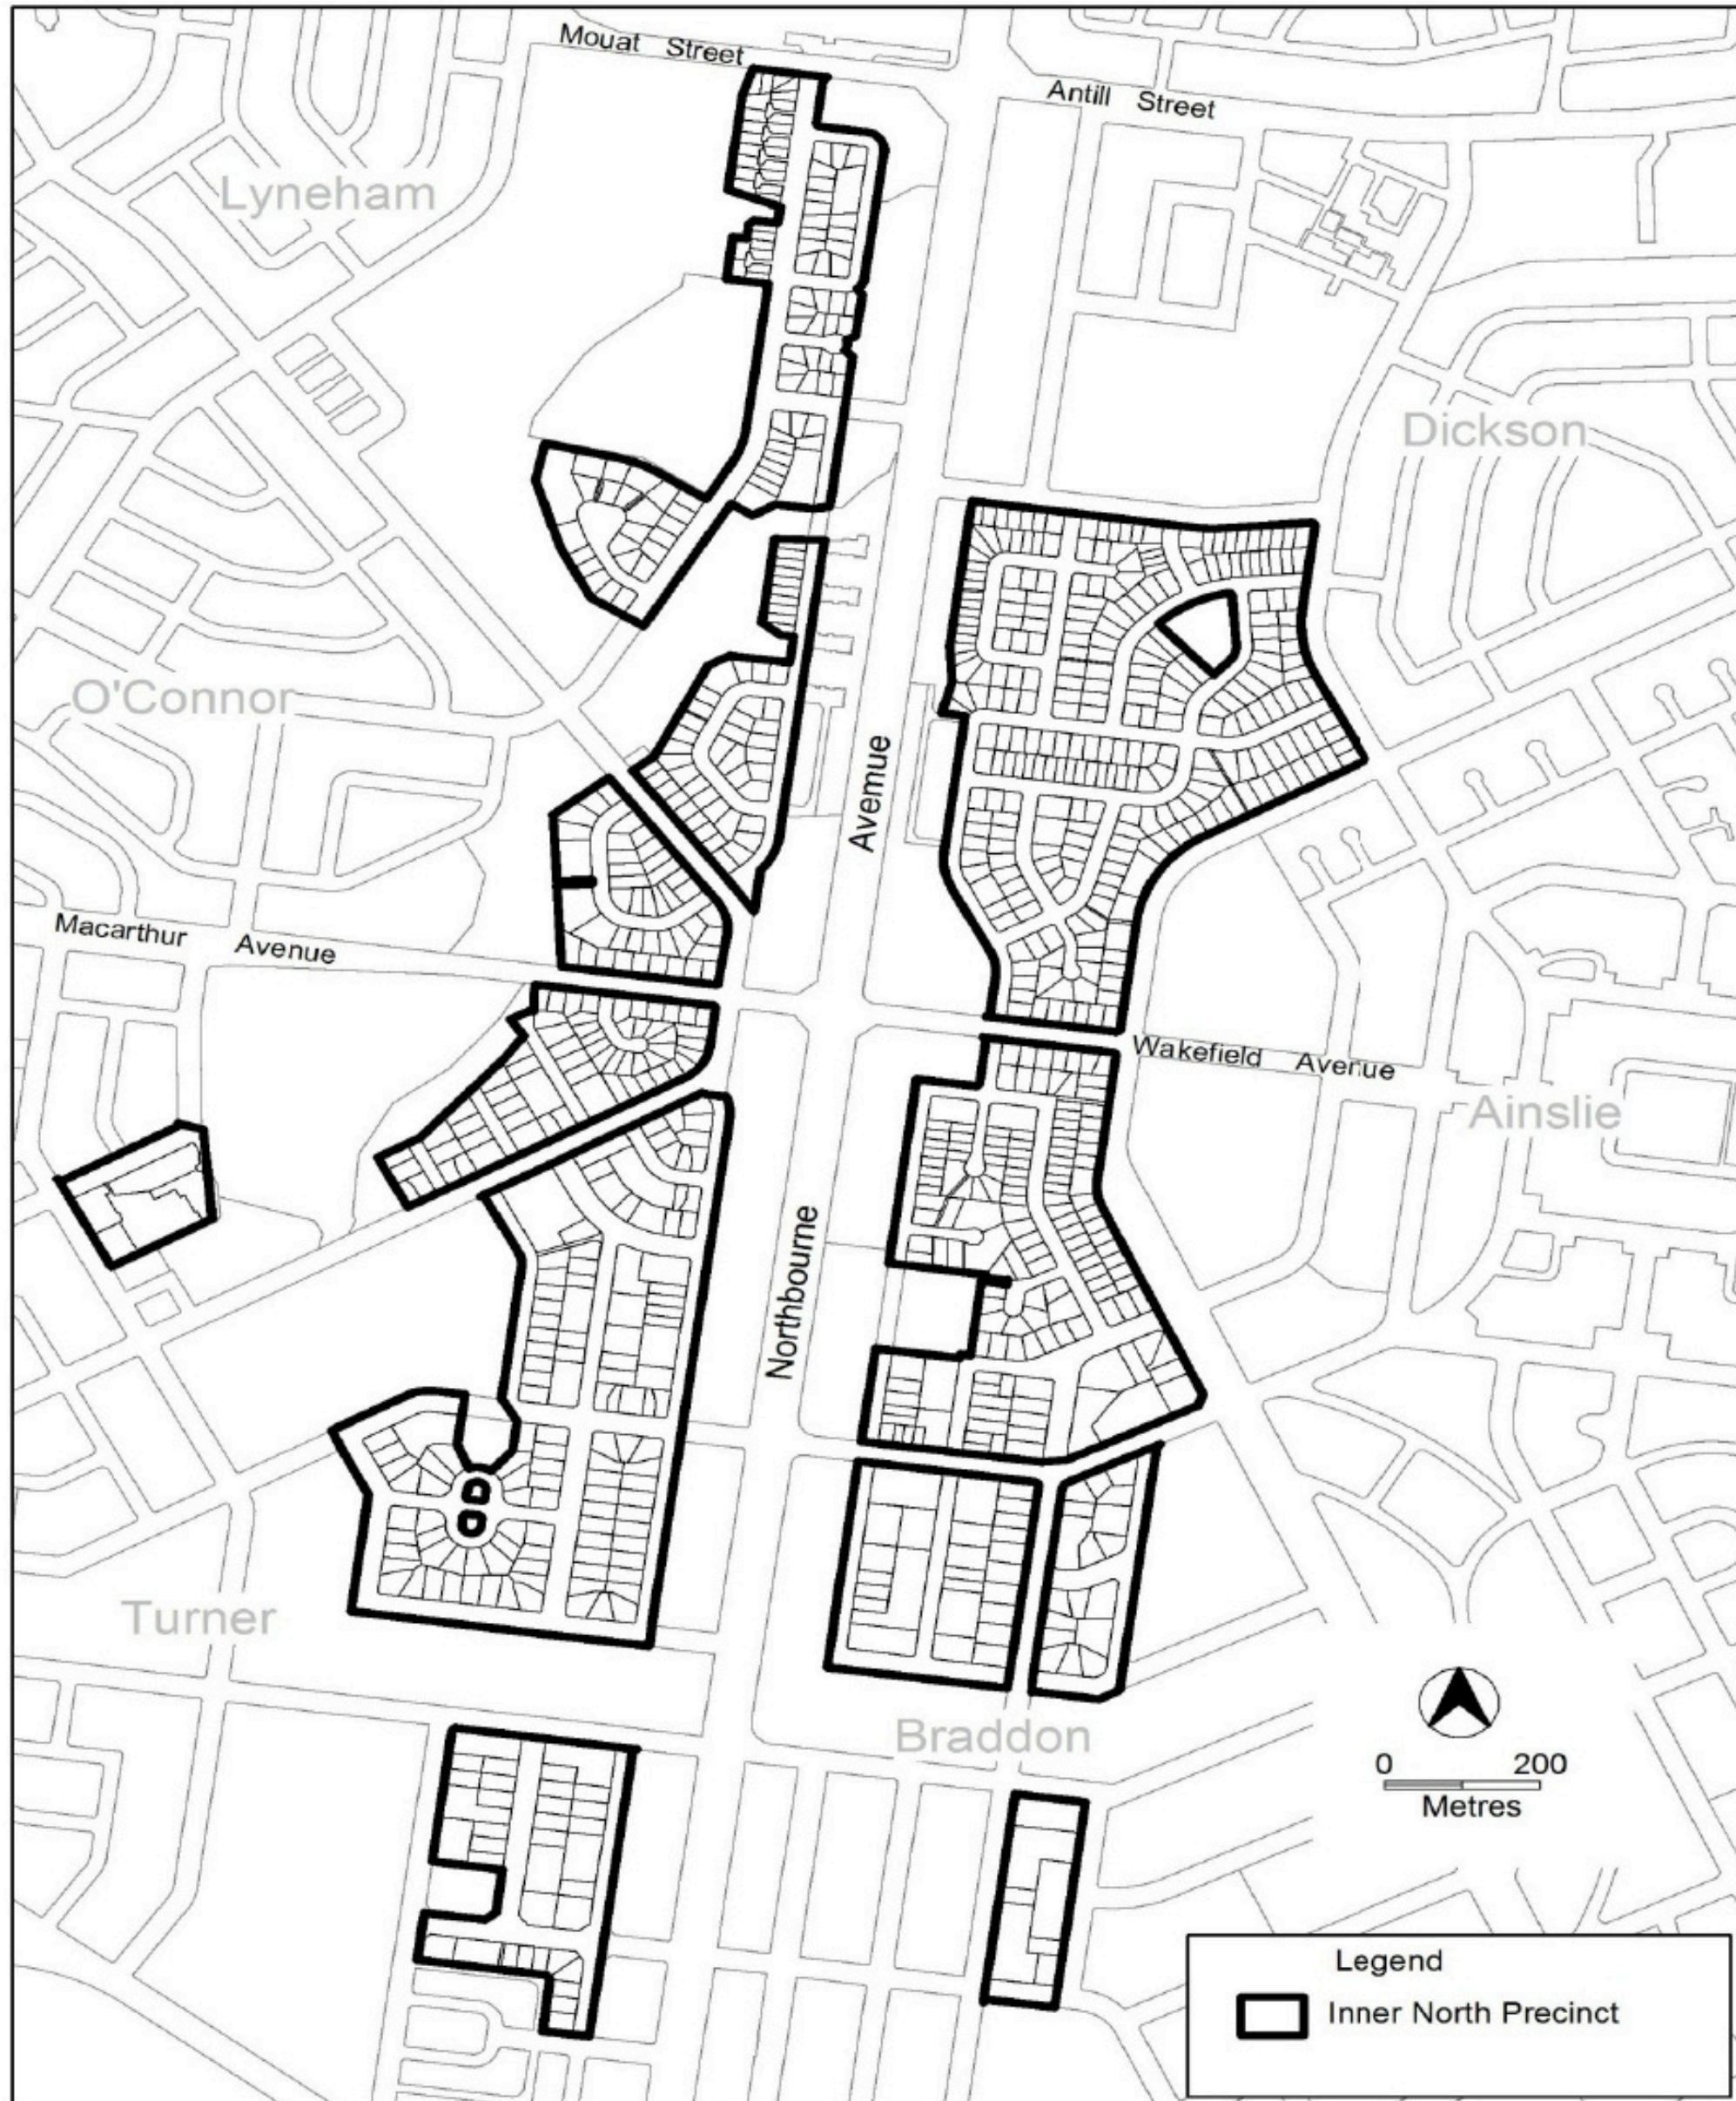 Mouat Street
Antill Street
Lyneham
Dickson
O'Connor
Avemue
Macarthur Avenue
Wakefield Avenue
Ainslie
Northbourne
Turner
Braddon
0 200
Metres
Legend
Inner North Precinct